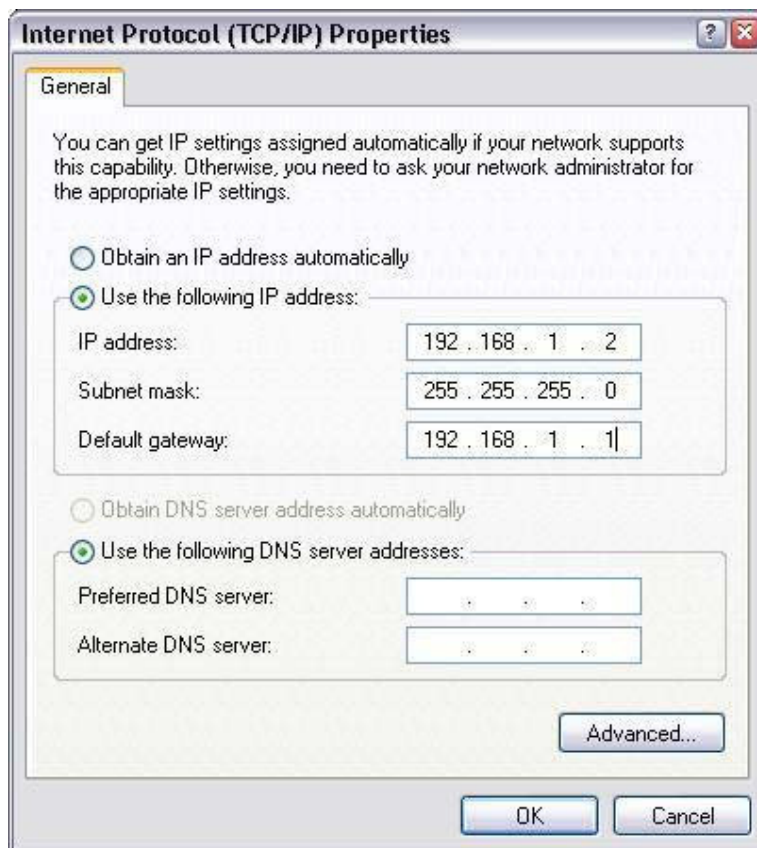 Internet Protocol (TCP/IP) Properties
General
You can get IP settings assigned automatically if your network supports
this capability. Otherwise, you need to ask your network administrator for
the appropriate IP settings.
Obtain an IP address automatically
Use the following IP address:
IP address: 192 . 168 . 1 . 2
Subnet mask: 255 . 255 . 255 . 0
Default gateway: 192 . 168 . 1 . 1
Obtain DNS server address automatically
Use the following DNS server addresses:
Preferred DNS server: . . .
Alternate DNS server: . . .
Advanced...
OK Cancel